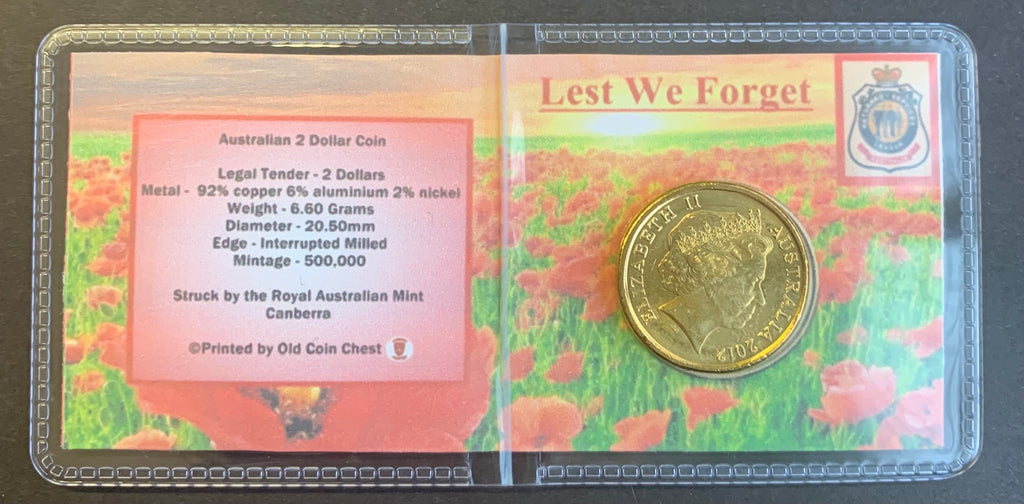 Australian 2 Dollar Coin
Legal Tender - 2 Dollars
Metal - 92% copper 6% aluminium 2% nickel
Weight - 6.60 Grams
Diameter - 20.50mm
Edge - Interrupted Milled
Mintage - 500,000
Struck by the Royal Australian Mint
Canberra
©Printed by Old Coin Chest
Lest We Forget
ELIZABETH II
AUSTRALIA·2012